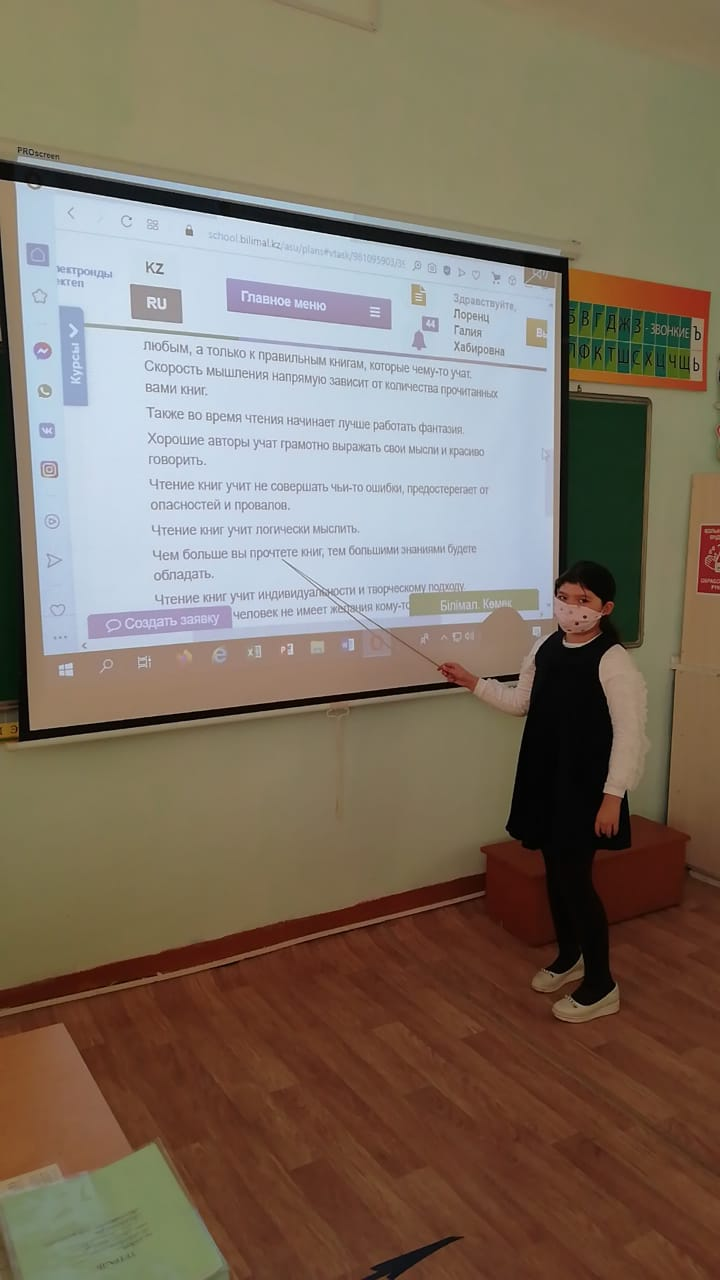 PROscreen
school.bilimal.kz/asu/plans#vtask/981095903/3
KZ
RU
Главное меню
44
Здравствуйте,
Лоренц
Галия
Хабировна
Курсы
любым, а только к правильным книгам, которые чему-то учат.
Скорость мышления напрямую зависит от количества прочитанных
вами книг.
Также во время чтения начинает лучше работать фантазия.
Хорошие авторы учат грамотно выражать свои мысли и красиво
говорить.
Чтение книг учит не совершать чьи-то ошибки, предостерегает от
опасностей и провалов.
Чтение книг учит логически мыслить.
Чем больше вы прочтете книг, тем большими знаниями будете
обладать.
Чтение книг учит индивидуальности и творческому подходу.
человек не имеет желания кому-то
Создать заявку
Білімал. Көмек
Б В Г Д Ж З - ЗВОНКИЕ Ъ
П Ф К Т Ш С Х Ц Ч Щ Ь
ТЕТРАДЬ